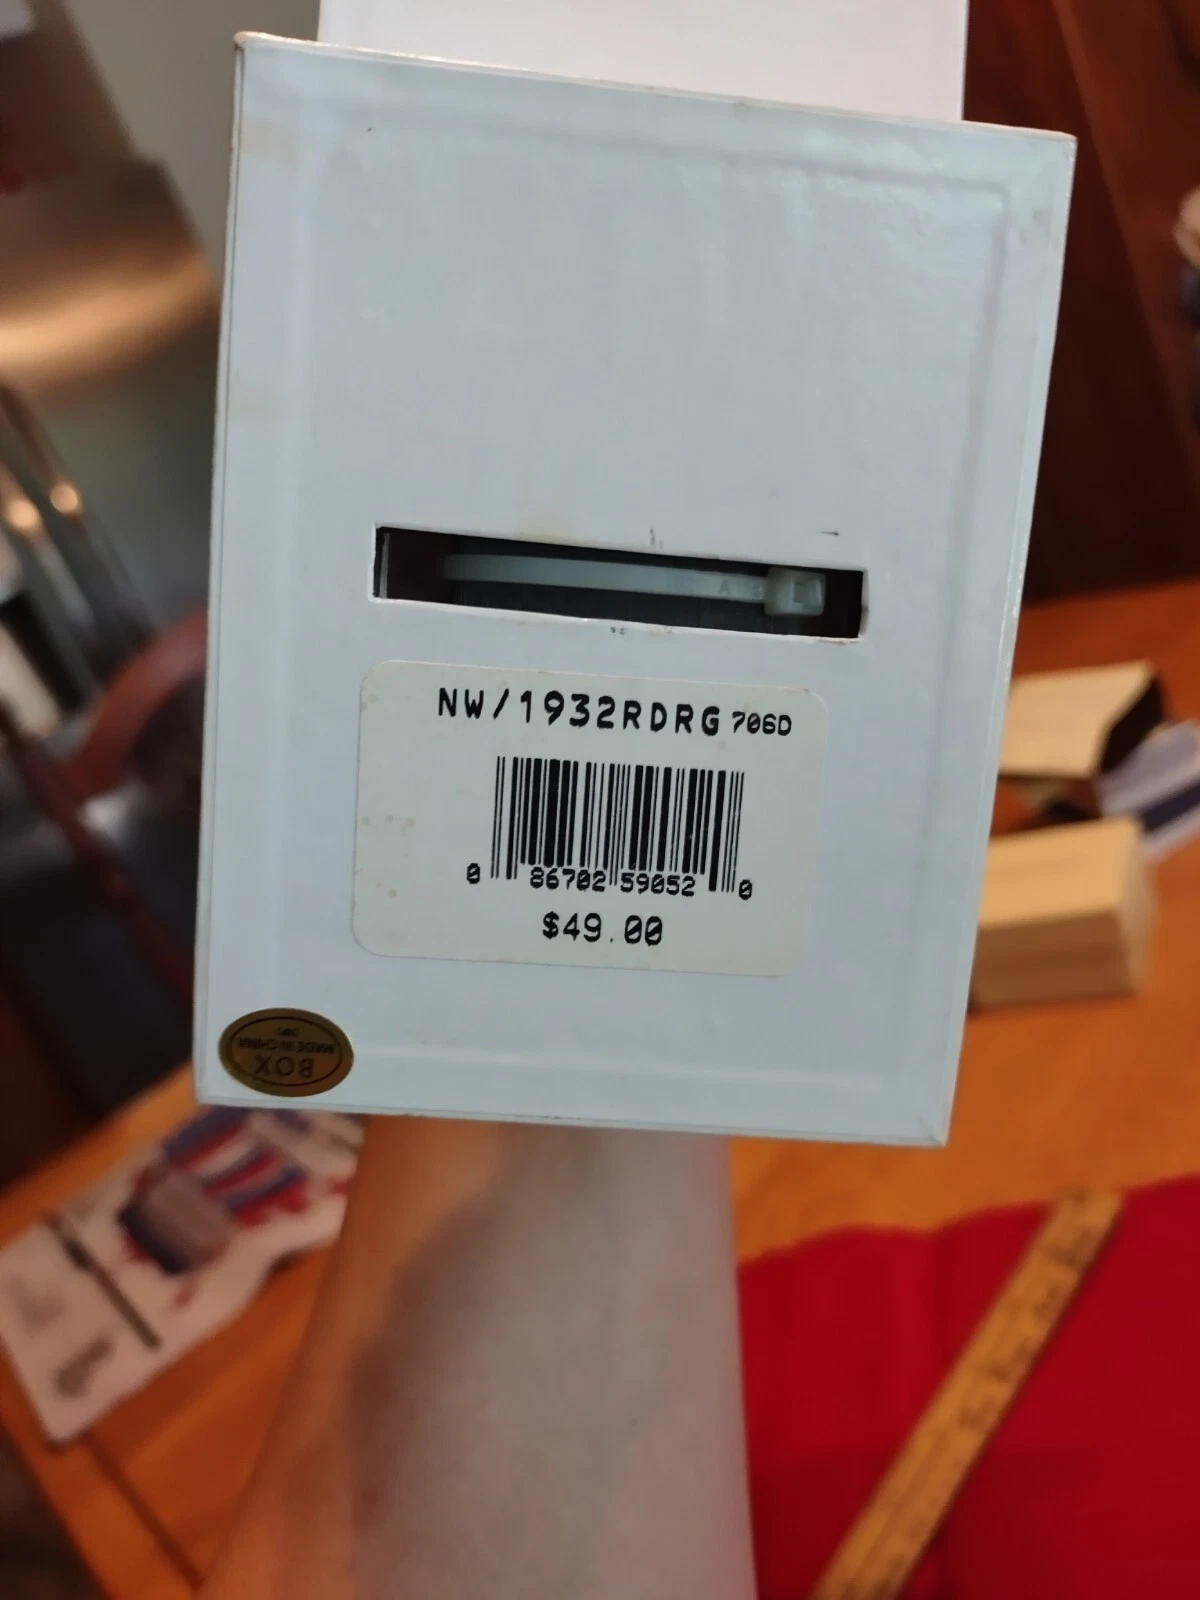 NW/1932RDRG 706D
0 86702 59052 0
$49.00
BOX
MADE IN CHINA